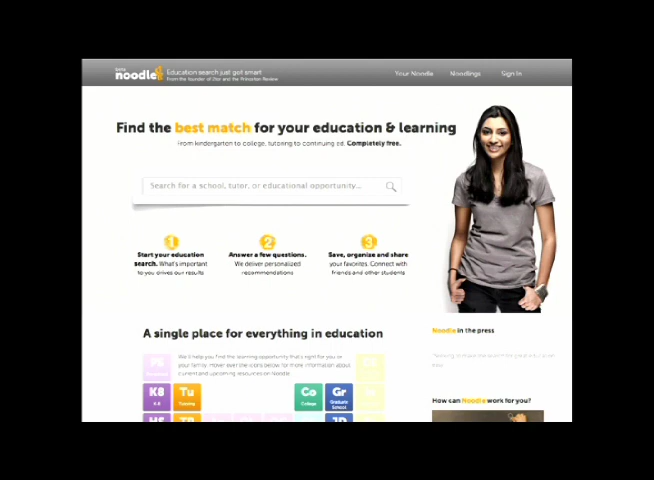 noodle
Education search just got smart
From the founder of 2tor and the Princeton Review
Your Noodle
Noodlings
Sign In
Find the best match for your education & learning
From kindergarten to college, tutoring to continuing ed. Completely free.
Search for a school, tutor, or educational opportunity...
1
Start your education
search. What's important
to you drives our results
2
Answer a few questions.
We deliver personalized
recommendations
3
Save, organize and share
your favorites. Connect with
friends and other students
A single place for everything in education
We'll help you find the learning opportunity that's right for you or
your family. Hover over the icons below for more information about
current and upcoming resources on Noodle.
K8
K-8
Tu
Tutoring
Co
College
Gr
Graduate
School
Noodle in the press
How can Noodle work for you?